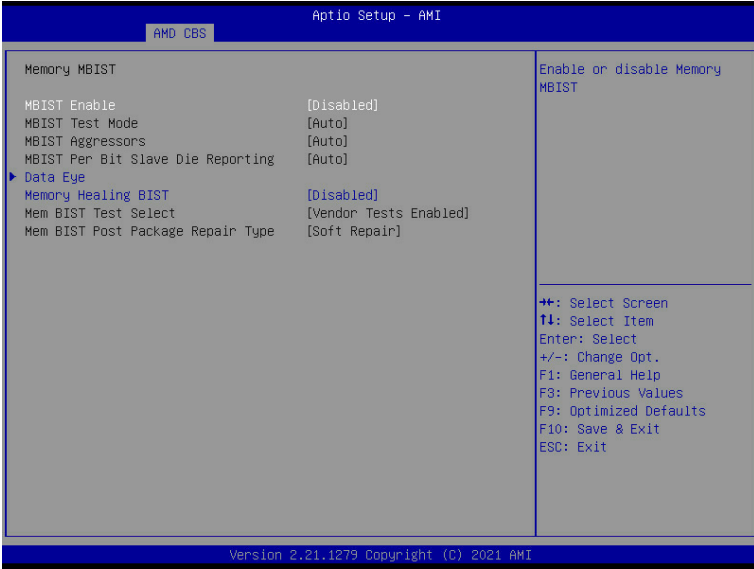 Aptio Setup – AMI
AMD CBS
Memory MBIST
MBIST Enable [Disabled]
MBIST Test Mode [Auto]
MBIST Aggressors [Auto]
MBIST Per Bit Slave Die Reporting [Auto]
Data Eye
Memory Healing BIST [Disabled]
Mem BIST Test Select [Vendor Tests Enabled]
Mem BIST Post Package Repair Type [Soft Repair]
Enable or disable Memory
MBIST
→←: Select Screen
↑↓: Select Item
Enter: Select
+/-: Change Opt.
F1: General Help
F3: Previous Values
F9: Optimized Defaults
F10: Save & Exit
ESC: Exit
Version 2.21.1279 Copyright (C) 2021 AMI